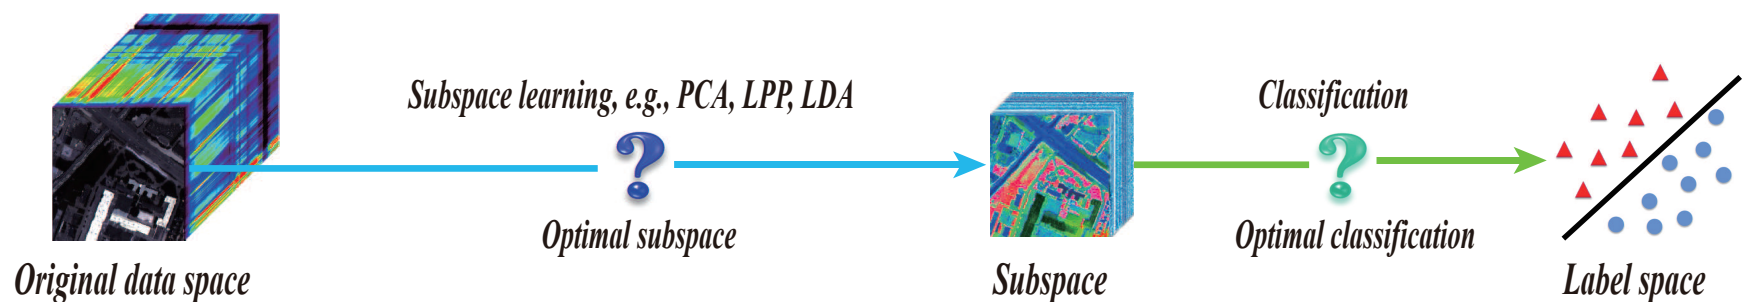 Subspace learning, e.g., PCA, LPP, LDA
Classification
?
?
Optimal subspace
Optimal classification
Original data space
Subspace
Label space